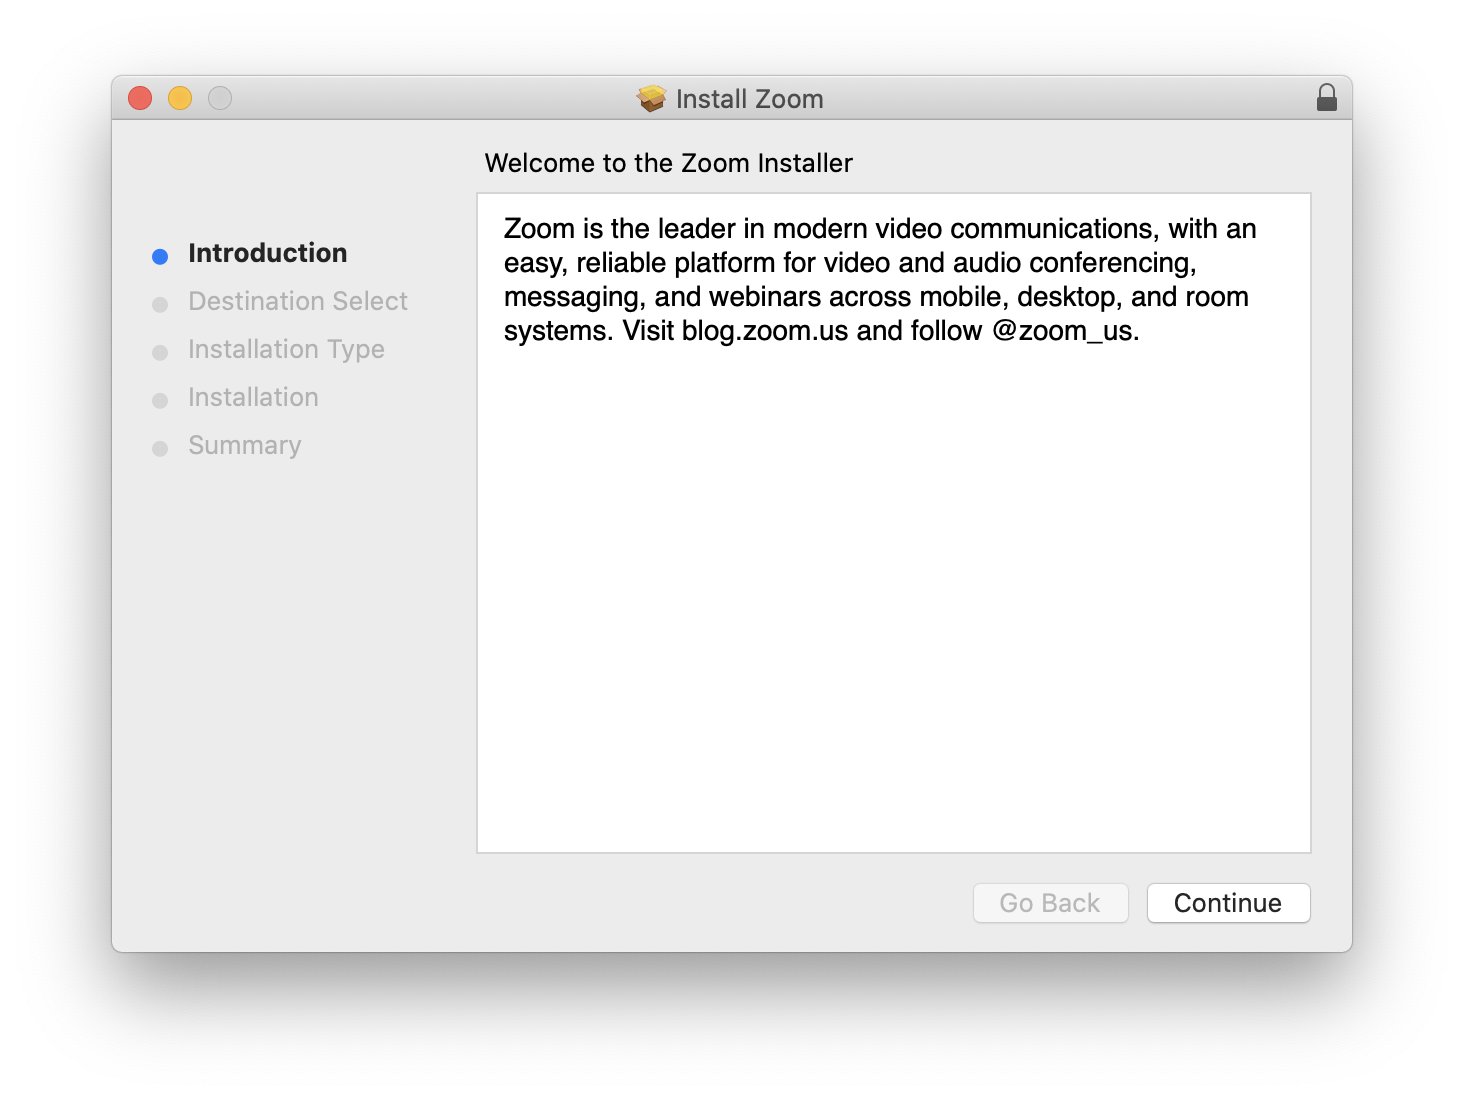 Install Zoom
Welcome to the Zoom Installer
Introduction
Destination Select
Installation Type
Installation
Summary
Zoom is the leader in modern video communications, with an
easy, reliable platform for video and audio conferencing,
messaging, and webinars across mobile, desktop, and room
systems. Visit blog.zoom.us and follow @zoom_us.
Go Back
Continue